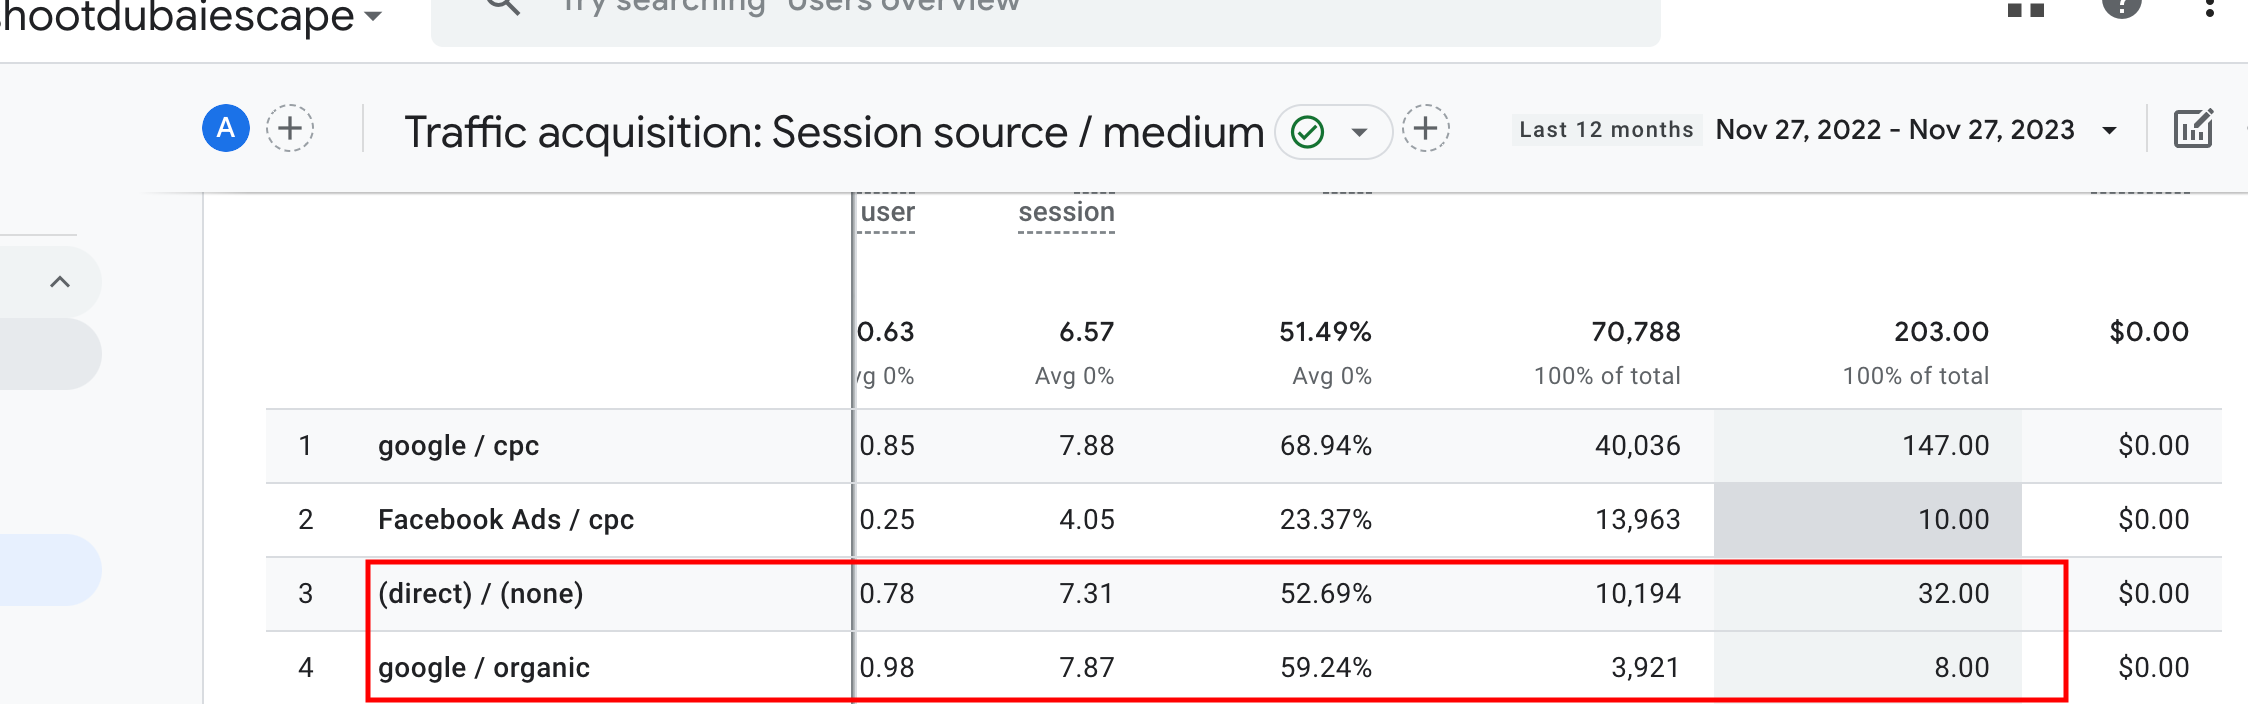 hootdubaiescape
Try searching "Users overview"
A
Traffic acquisition: Session source / medium
Last 12 months Nov 27, 2022 - Nov 27, 2023
user session
0.63 6.57 51.49% 70,788 203.00 $0.00
vg 0% Avg 0% Avg 0% 100% of total 100% of total
1 google / cpc 0.85 7.88 68.94% 40,036 147.00 $0.00
2 Facebook Ads / cpc 0.25 4.05 23.37% 13,963 10.00 $0.00
3 (direct) / (none) 0.78 7.31 52.69% 10,194 32.00 $0.00
4 google / organic 0.98 7.87 59.24% 3,921 8.00 $0.00